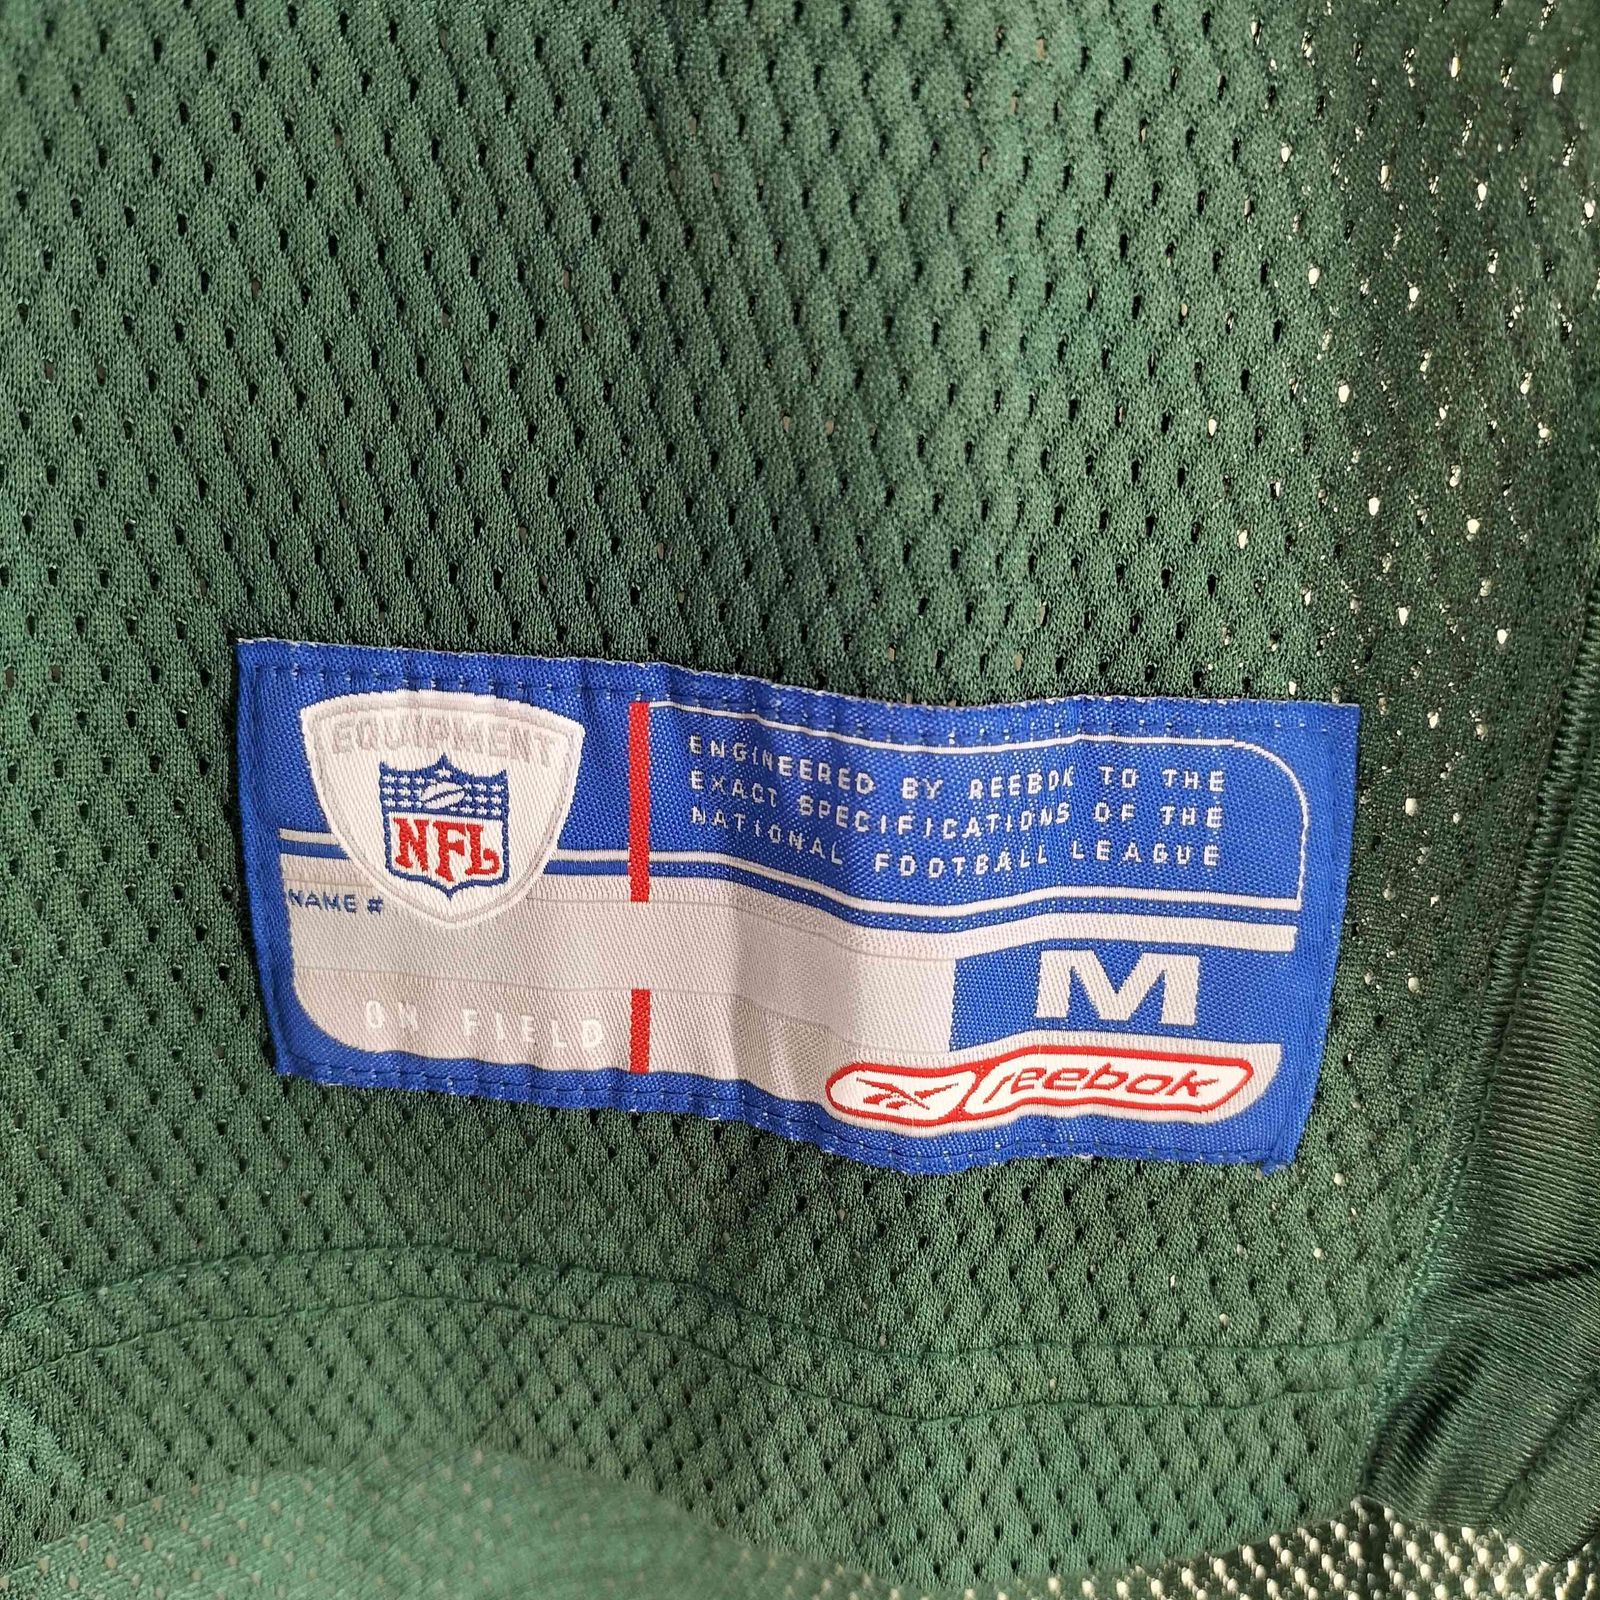 EQUIPMENT
NFL
ENGINEERED BY REEBOK TO THE
EXACT SPECIFICATIONS OF THE
NATIONAL FOOTBALL LEAGUE
NAME #
M
ON FIELD
reebok